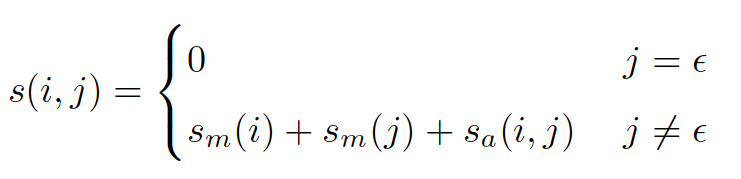 s(i, j) = { 0 j = ϵ
s_m(i) + s_m(j) + s_a(i, j) j ≠ ϵ